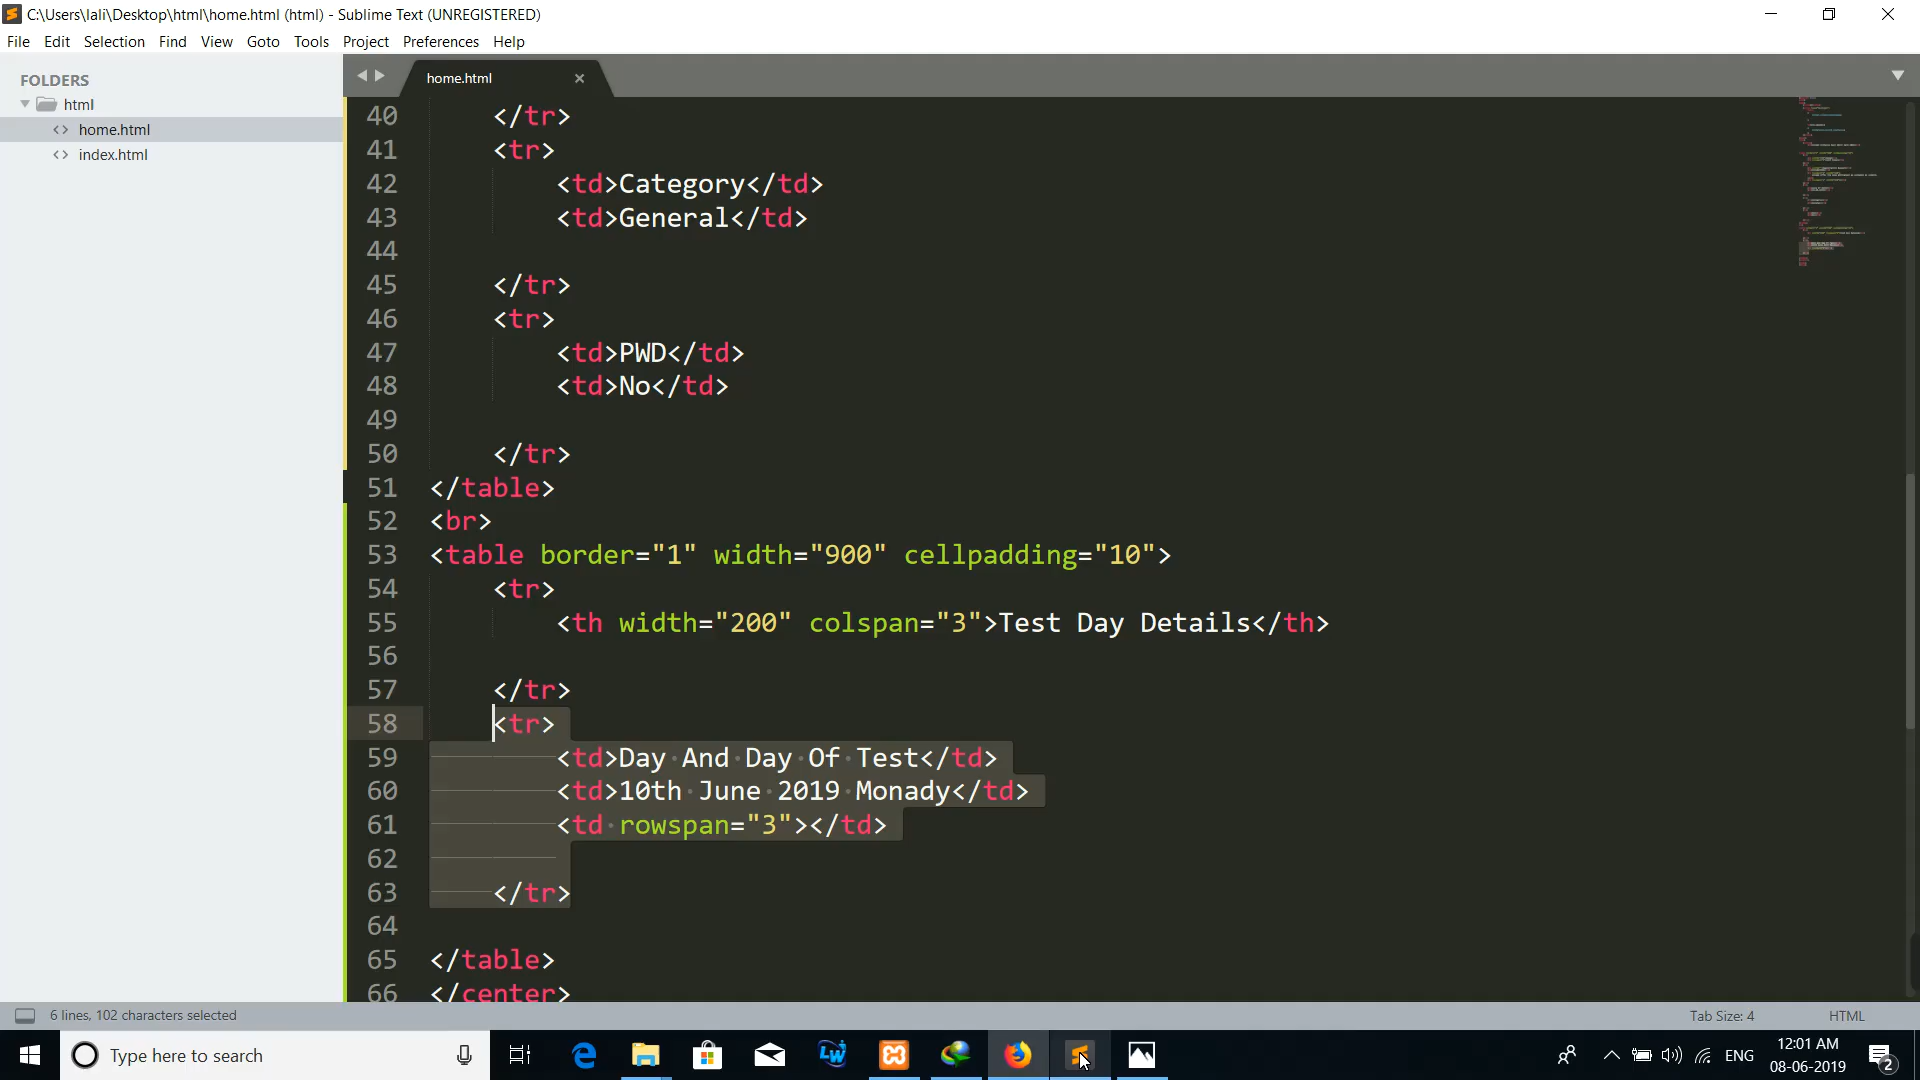 C:\Users\lali\Desktop\html\home.html (html) - Sublime Text (UNREGISTERED)
File Edit Selection Find View Goto Tools Project Preferences Help
FOLDERS
html
home.html
index.html
home.html
40 </tr>
41 <tr>
42 <td>Category</td>
43 <td>General</td>
44
45 </tr>
46 <tr>
47 <td>PWD</td>
48 <td>No</td>
49
50 </tr>
51 </table>
52 <br>
53 <table border="1" width="900" cellpadding="10">
54 <tr>
55 <th width="200" colspan="3">Test Day Details</th>
56
57 </tr>
58 <tr>
59 <td>Day And Day Of Test</td>
60 <td>10th June 2019 Monady</td>
61 <td rowspan="3"></td>
62
63 </tr>
64
65 </table>
66 </center>
6 lines, 102 characters selected
Tab Size: 4 HTML
Type here to search
ENG
12:01 AM
08-06-2019
2